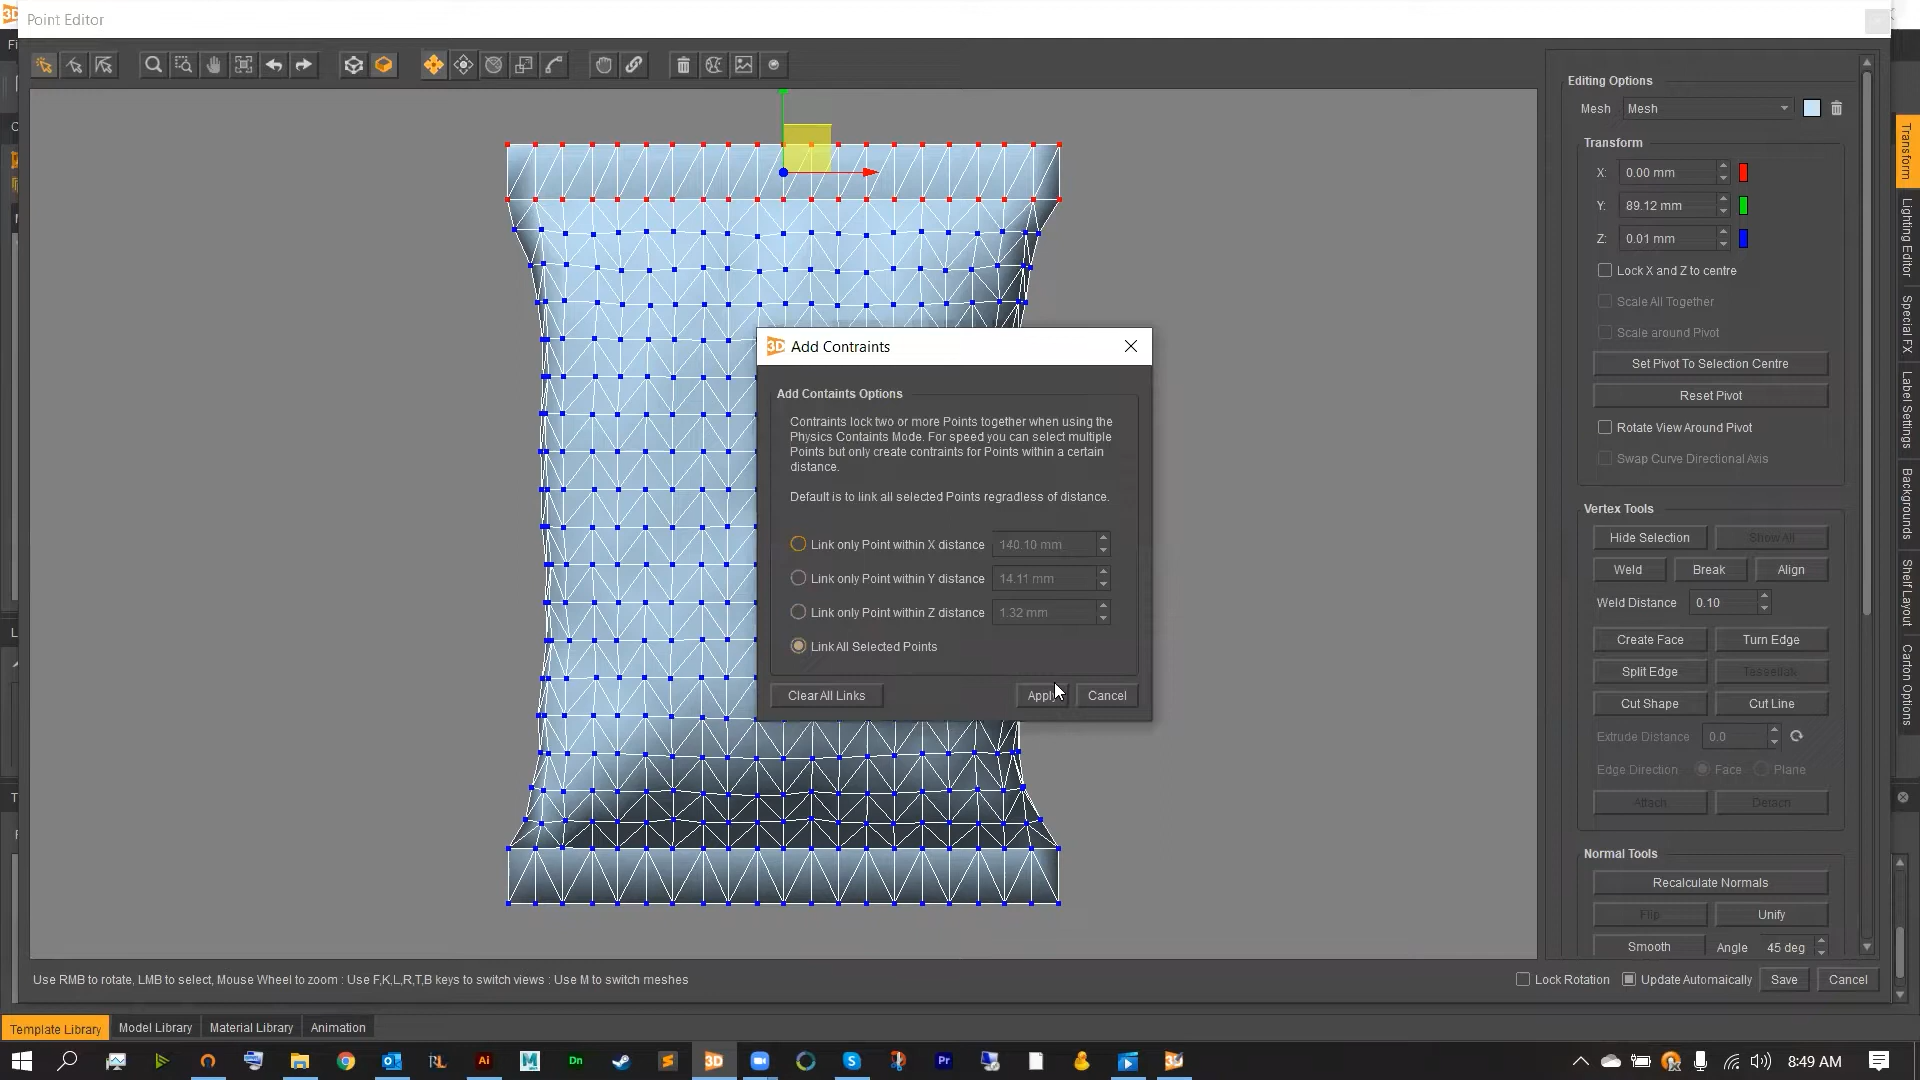 Point Editor
Fi
Editing Options
Mesh
Mesh
Transform
X:
0.00 mm
Y:
89.12 mm
Z:
0.01 mm
Lock X and Z to centre
Scale All Together
Scale around Pivot
Set Pivot To Selection Centre
Reset Pivot
Rotate View Around Pivot
Swap Curve Directional Axis
Vertex Tools
Hide Selection
Show All
Weld
Break
Align
Weld Distance
0.10
Create Face
Turn Edge
Split Edge
Tessellate
Cut Shape
Cut Line
Extrude Distance
0.0
Edge Direction
Face
Plane
Attach
Detach
Normal Tools
Recalculate Normals
Flip
Unify
Smooth
Angle
45 deg
3D
Add Contraints
Add Containts Options
Contraints lock two or more Points together when using the
Physics Containts Mode. For speed you can select multiple
Points but only create contraints for Points within a certain
distance.
Default is to link all selected Points regradless of distance.
Link only Point within X distance
140.10 mm
Link only Point within Y distance
14.11 mm
Link only Point within Z distance
1.32 mm
Link All Selected Points
Clear All Links
Apply
Cancel
Transform
Lighting Editor
Special FX
Label Settings
Backgrounds
Shelf Layout
Carton Options
Use RMB to rotate, LMB to select, Mouse Wheel to zoom : Use F,K,L,R,T,B keys to switch views : Use M to switch meshes
Lock Rotation
Update Automaically
Save
Cancel
Template Library
Model Library
Material Library
Animation
RL
Ai
M
Dn
3D
S
Pr
8:49 AM